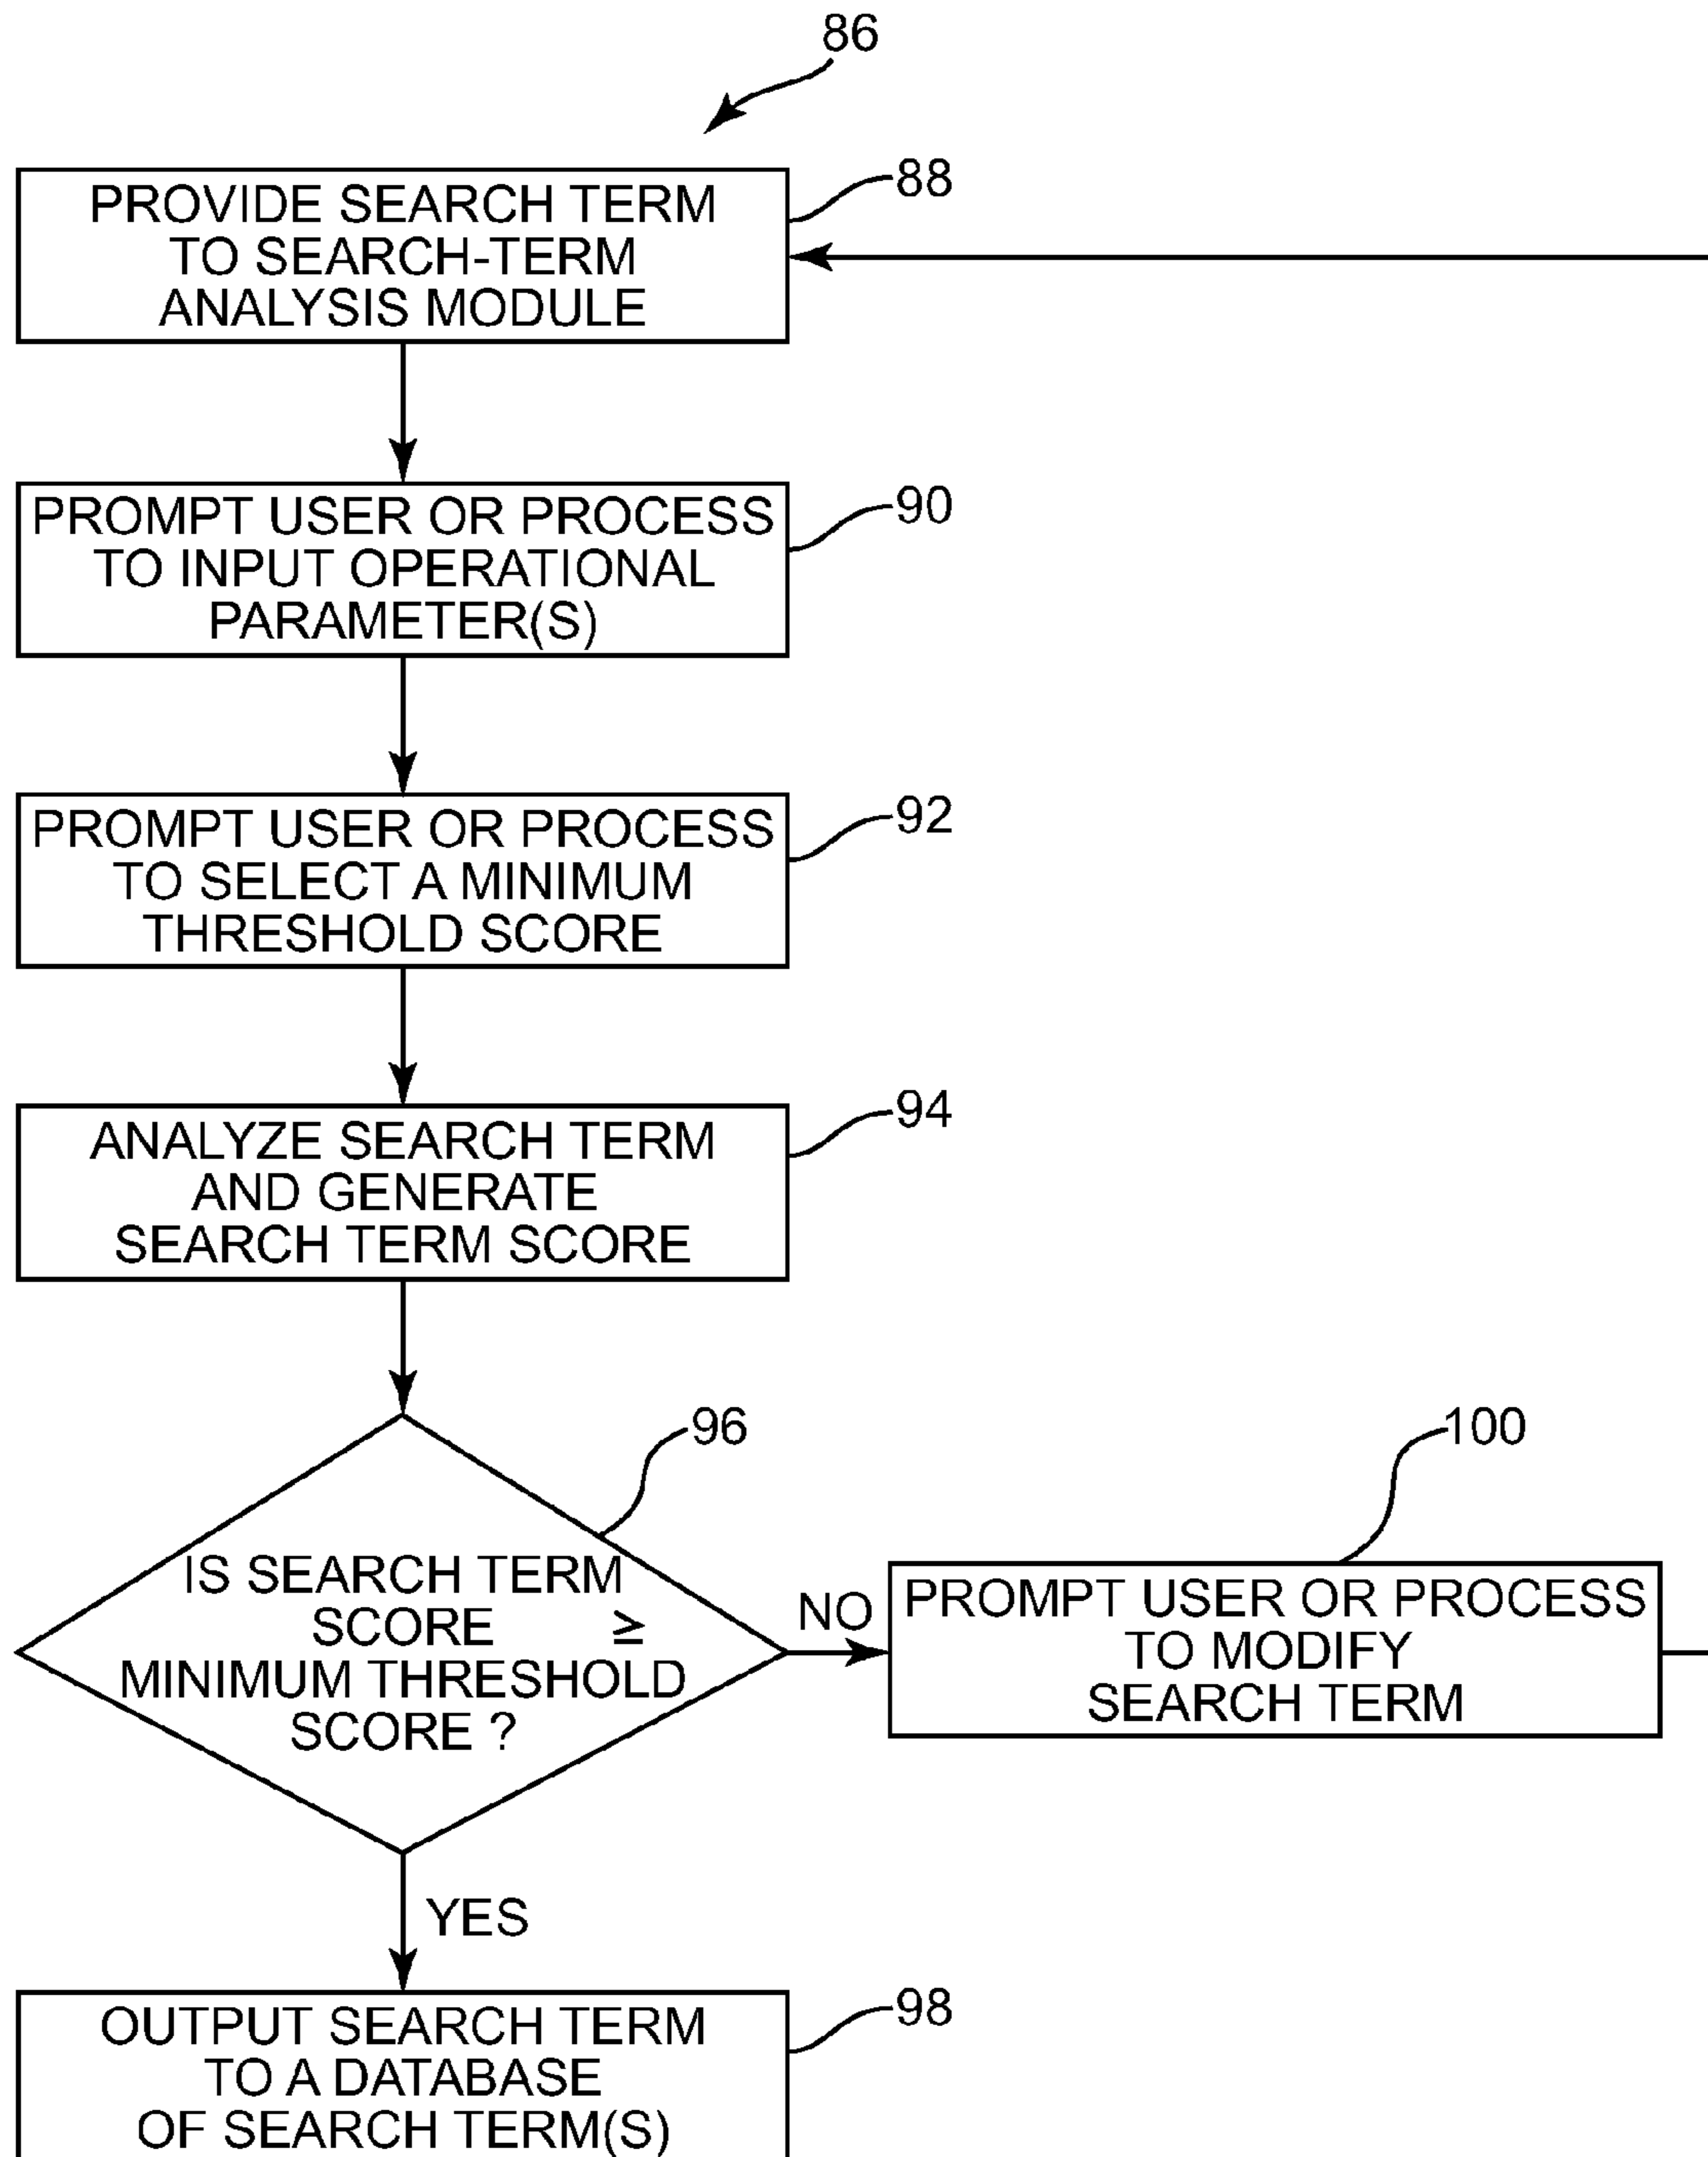 86
PROVIDE SEARCH TERM
TO SEARCH-TERM
ANALYSIS MODULE
88
PROMPT USER OR PROCESS
TO INPUT OPERATIONAL
PARAMETER(S)
90
PROMPT USER OR PROCESS
TO SELECT A MINIMUM
THRESHOLD SCORE
92
ANALYZE SEARCH TERM
AND GENERATE
SEARCH TERM SCORE
94
IS SEARCH TERM
SCORE ≥
MINIMUM THRESHOLD
SCORE ?
96
NO
PROMPT USER OR PROCESS
TO MODIFY
SEARCH TERM
100
YES
OUTPUT SEARCH TERM
TO A DATABASE
OF SEARCH TERM(S)
98